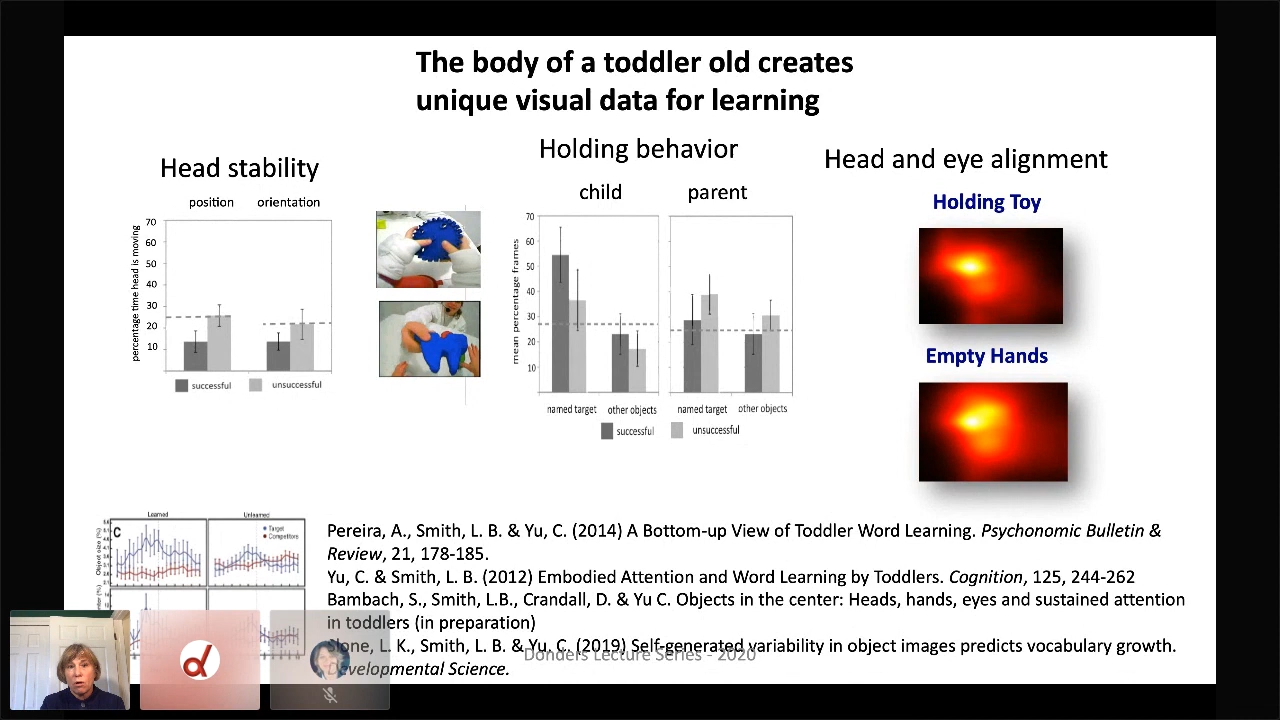 The body of a toddler old creates
unique visual data for learning
Head stability
position orientation
percentage time head is moving
70
60
50
40
30
20
10
successful unsuccessful
Holding behavior
child parent
mean percentage frames
70
60
50
40
30
20
10
named target other objects named target other objects
successful unsuccessful
Head and eye alignment
Holding Toy
Empty Hands
Learned Unlearned
C
Object size (%)
Target
Competitors
Pereira, A., Smith, L. B. & Yu, C. (2014) A Bottom-up View of Toddler Word Learning. Psychonomic Bulletin &
Review, 21, 178-185.
Yu, C. & Smith, L. B. (2012) Embodied Attention and Word Learning by Toddlers. Cognition, 125, 244-262
Bambach, S., Smith, L.B., Crandall, D. & Yu C. Objects in the center: Heads, hands, eyes and sustained attention
in toddlers (in preparation)
L. K., Smith, L. B. & Yu. C. (2019) Self-generated variability in object images predicts vocabulary growth.
Developmental Science.
Donders Lecture Series - 2020